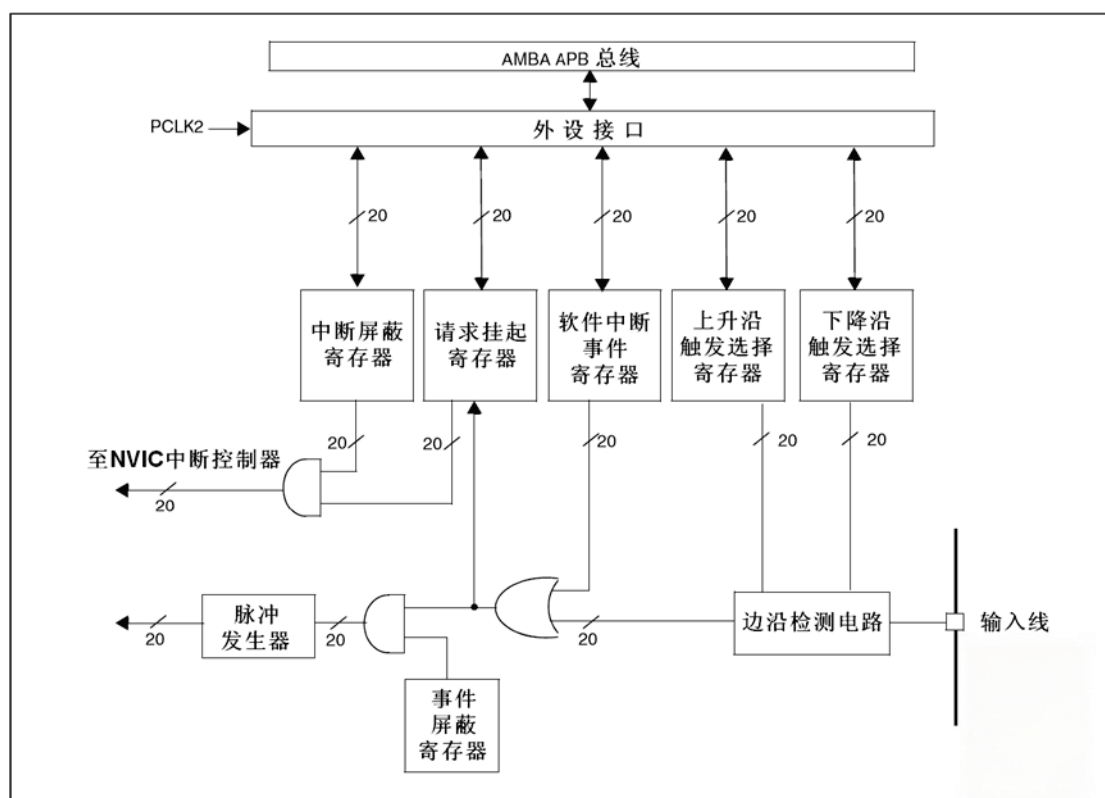 AMBA APB 总线
PCLK2
外设接口
20
20
20
20
20
中断屏蔽
寄存器
请求挂起
寄存器
软件中断
事件
寄存器
上升沿
触发选择
寄存器
下降沿
触发选择
寄存器
20
20
20
20
20
至NVIC中断控制器
20
脉冲
发生器
20
20
20
边沿检测电路
输入线
事件
屏蔽
寄存器